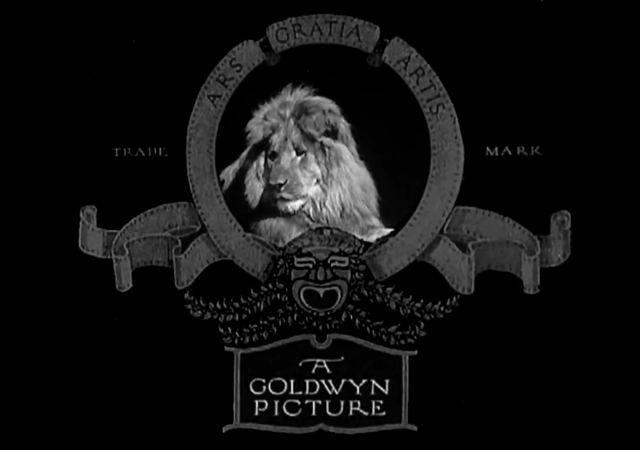 ARS GRATIA ARTIS
TRADE MARK
A
GOLDWYN
PICTURE